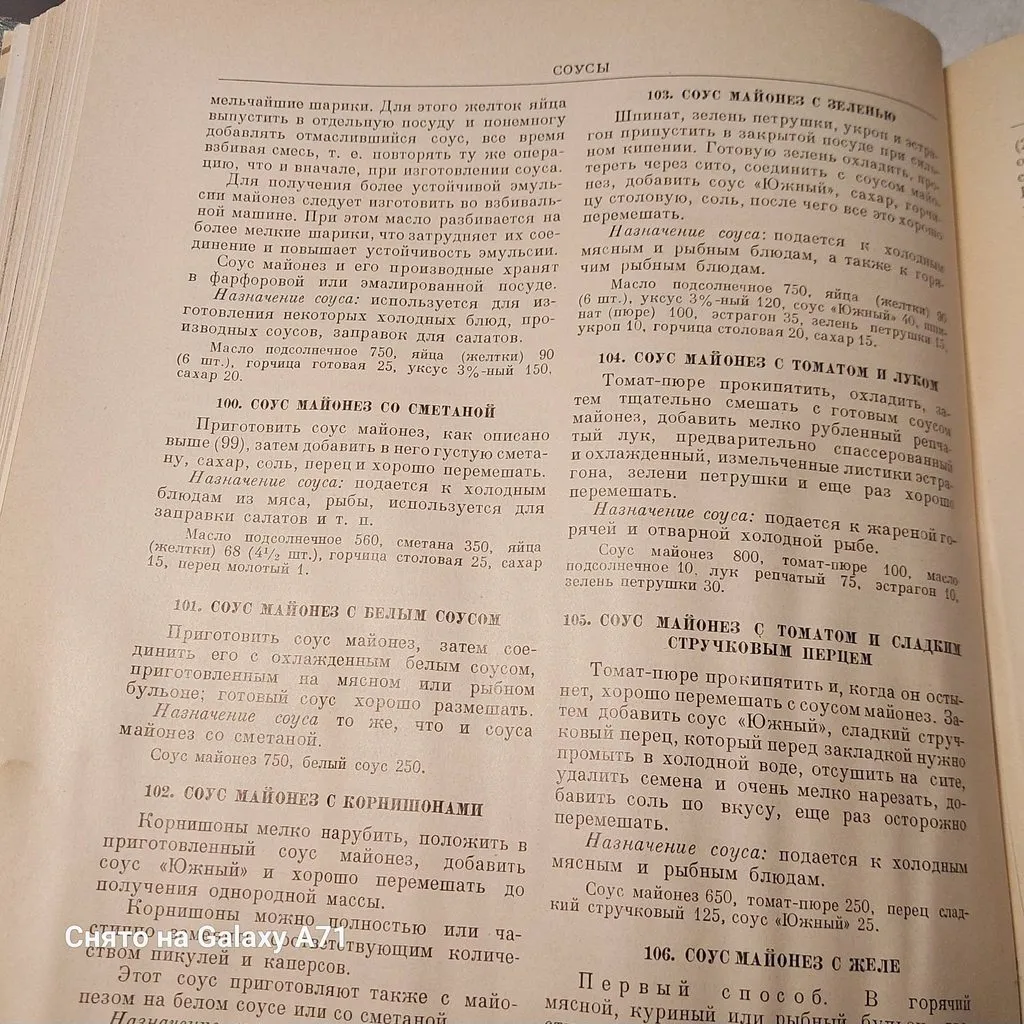 СОУСЫ
мельчайшие шарики. Для этого желток яйца
выпустить в отдельную посуду и понемногу
добавлять отмаслившийся соус, все время
взбивая смесь, т. е. повторять ту же опера-
цию, что и вначале, при изготовлении соуса.
Для получения более устойчивой эмуль-
сии майонез следует изготовить во взбиваль-
ной машине. При этом масло разбивается на
более мелкие шарики, что затрудняет их сое-
динение и повышает устойчивость эмульсии.
Соус майонез и его производные хранят
в фарфоровой или эмалированной посуде.
Назначение соуса: используется для из-
готовления некоторых холодных блюд, про-
изводных соусов, заправок для салатов.
Масло подсолнечное 750, яйца (желтки) 90
(6 шт.), горчица готовая 25, уксус 3%-ный 150,
сахар 20.
100. СОУС МАЙОНЕЗ СО СМЕТАНОЙ
Приготовить соус майонез, как описано
выше (99), затем добавить в него густую смета-
ну, сахар, соль, перец и хорошо перемешать.
Назначение соуса: подается к холодным
блюдам из мяса, рыбы, используется для
заправки салатов и т. п.
Масло подсолнечное 560, сметана 350, яйца
(желтки) 68 (4½ шт.), горчица столовая 25, сахар
15, перец молотый 1.
101. СОУС МАЙОНЕЗ С БЕЛЫМ СОУСОМ
Приготовить соус майонез, затем сое-
динить его с охлажденным белым соусом,
приготовленным на мясном или рыбном
бульоне; готовый соус хорошо размешать.
Назначение соуса то же, что и соуса
майонез со сметаной.
Соус майонез 750, белый соус 250.
102. СОУС МАЙОНЕЗ С КОРНИШОНАМИ
Корнишоны мелко нарубить, положить в
приготовленный соус майонез, добавить
соус «Южный» и хорошо перемешать до
получения однородной массы.
Корнишоны можно полностью или ча-
стично заменить соответствующим количе-
ством пикулей и каперсов.
Этот соус приготовляют также с майо-
незом на белом соусе или со сметаной.
Назначение
103. СОУС МАЙОНЕЗ С ЗЕЛЕНЬЮ
Шпинат, зелень петрушки, укроп и эстра-
гон припустить в закрытой посуде при силь-
ном кипении. Готовую зелень охладить, про-
тереть через сито, соединить с соусом майо-
нез, добавить соус «Южный», сахар, горчи-
цу столовую, соль, после чего все это хорошо
перемешать.
Назначение соуса: подается к холодным
мясным и рыбным блюдам, а также к горя-
чим рыбным блюдам.
Масло подсолнечное 750, яйца (желтки) 90
(6 шт.), уксус 3%-ный 120, соус «Южный» 40, шпи-
нат (пюре) 100, эстрагон 35, зелень петрушки 15,
укроп 10, горчица столовая 20, сахар 15.
104. СОУС МАЙОНЕЗ С ТОМАТОМ И ЛУКОМ
Томат-пюре прокипятить, охладить, за-
тем тщательно смешать с готовым соусом
майонез, добавить мелко рубленный репча-
тый лук, предварительно спассерованный
и охлажденный, измельченные листики эстра-
гона, зелени петрушки и еще раз хорошо
перемешать.
Назначение соуса: подается к жареной го-
рячей и отварной холодной рыбе.
Соус майонез 800, томат-пюре 100, масло
подсолнечное 10, лук репчатый 75, эстрагон 10,
зелень петрушки 30.
105. СОУС МАЙОНЕЗ С ТОМАТОМ И СЛАДКИМ
СТРУЧКОВЫМ ПЕРЦЕМ
Томат-пюре прокипятить и, когда он осты-
нет, хорошо перемешать с соусом майонез. За-
тем добавить соус «Южный», сладкий струч-
ковый перец, который перед закладкой нужно
промыть в холодной воде, отсушить на сите,
удалить семена и очень мелко нарезать, до-
бавить соль по вкусу, еще раз осторожно
перемешать.
Назначение соуса: подается к холодным
мясным и рыбным блюдам.
Соус майонез 650, томат-пюре 250, перец слад-
кий стручковый 125, соус «Южный» 25.
106. СОУС МАЙОНЕЗ С ЖЕЛЕ
Первый способ. В горячий
мясной, куриный или рыбный бульон
Снято на Galaxy A71